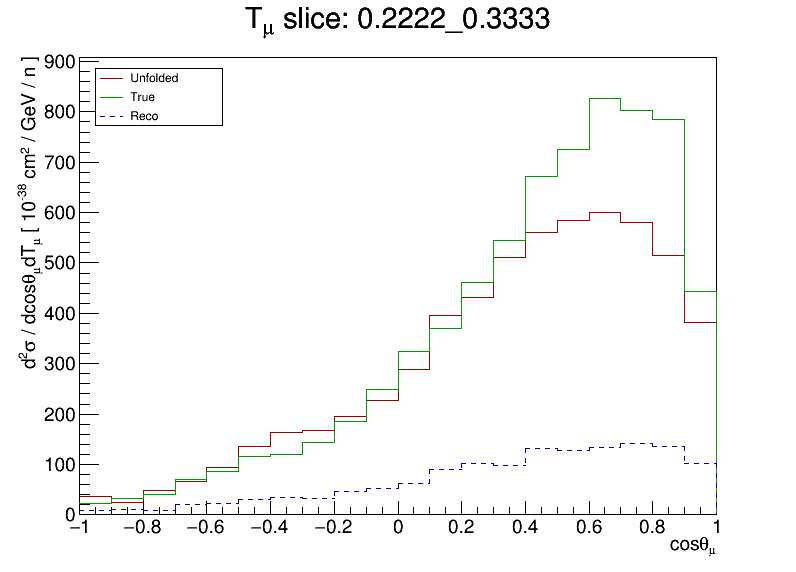 Tμ slice: 0.2222_0.3333
d²σ / dcosθμdTμ [ 10⁻³⁸ cm² / GeV / n ]
900
800
700
600
500
400
300
200
100
0
Unfolded
True
Reco
−1 −0.8 −0.6 −0.4 −0.2 0 0.2 0.4 0.6 0.8 1
cosθμ